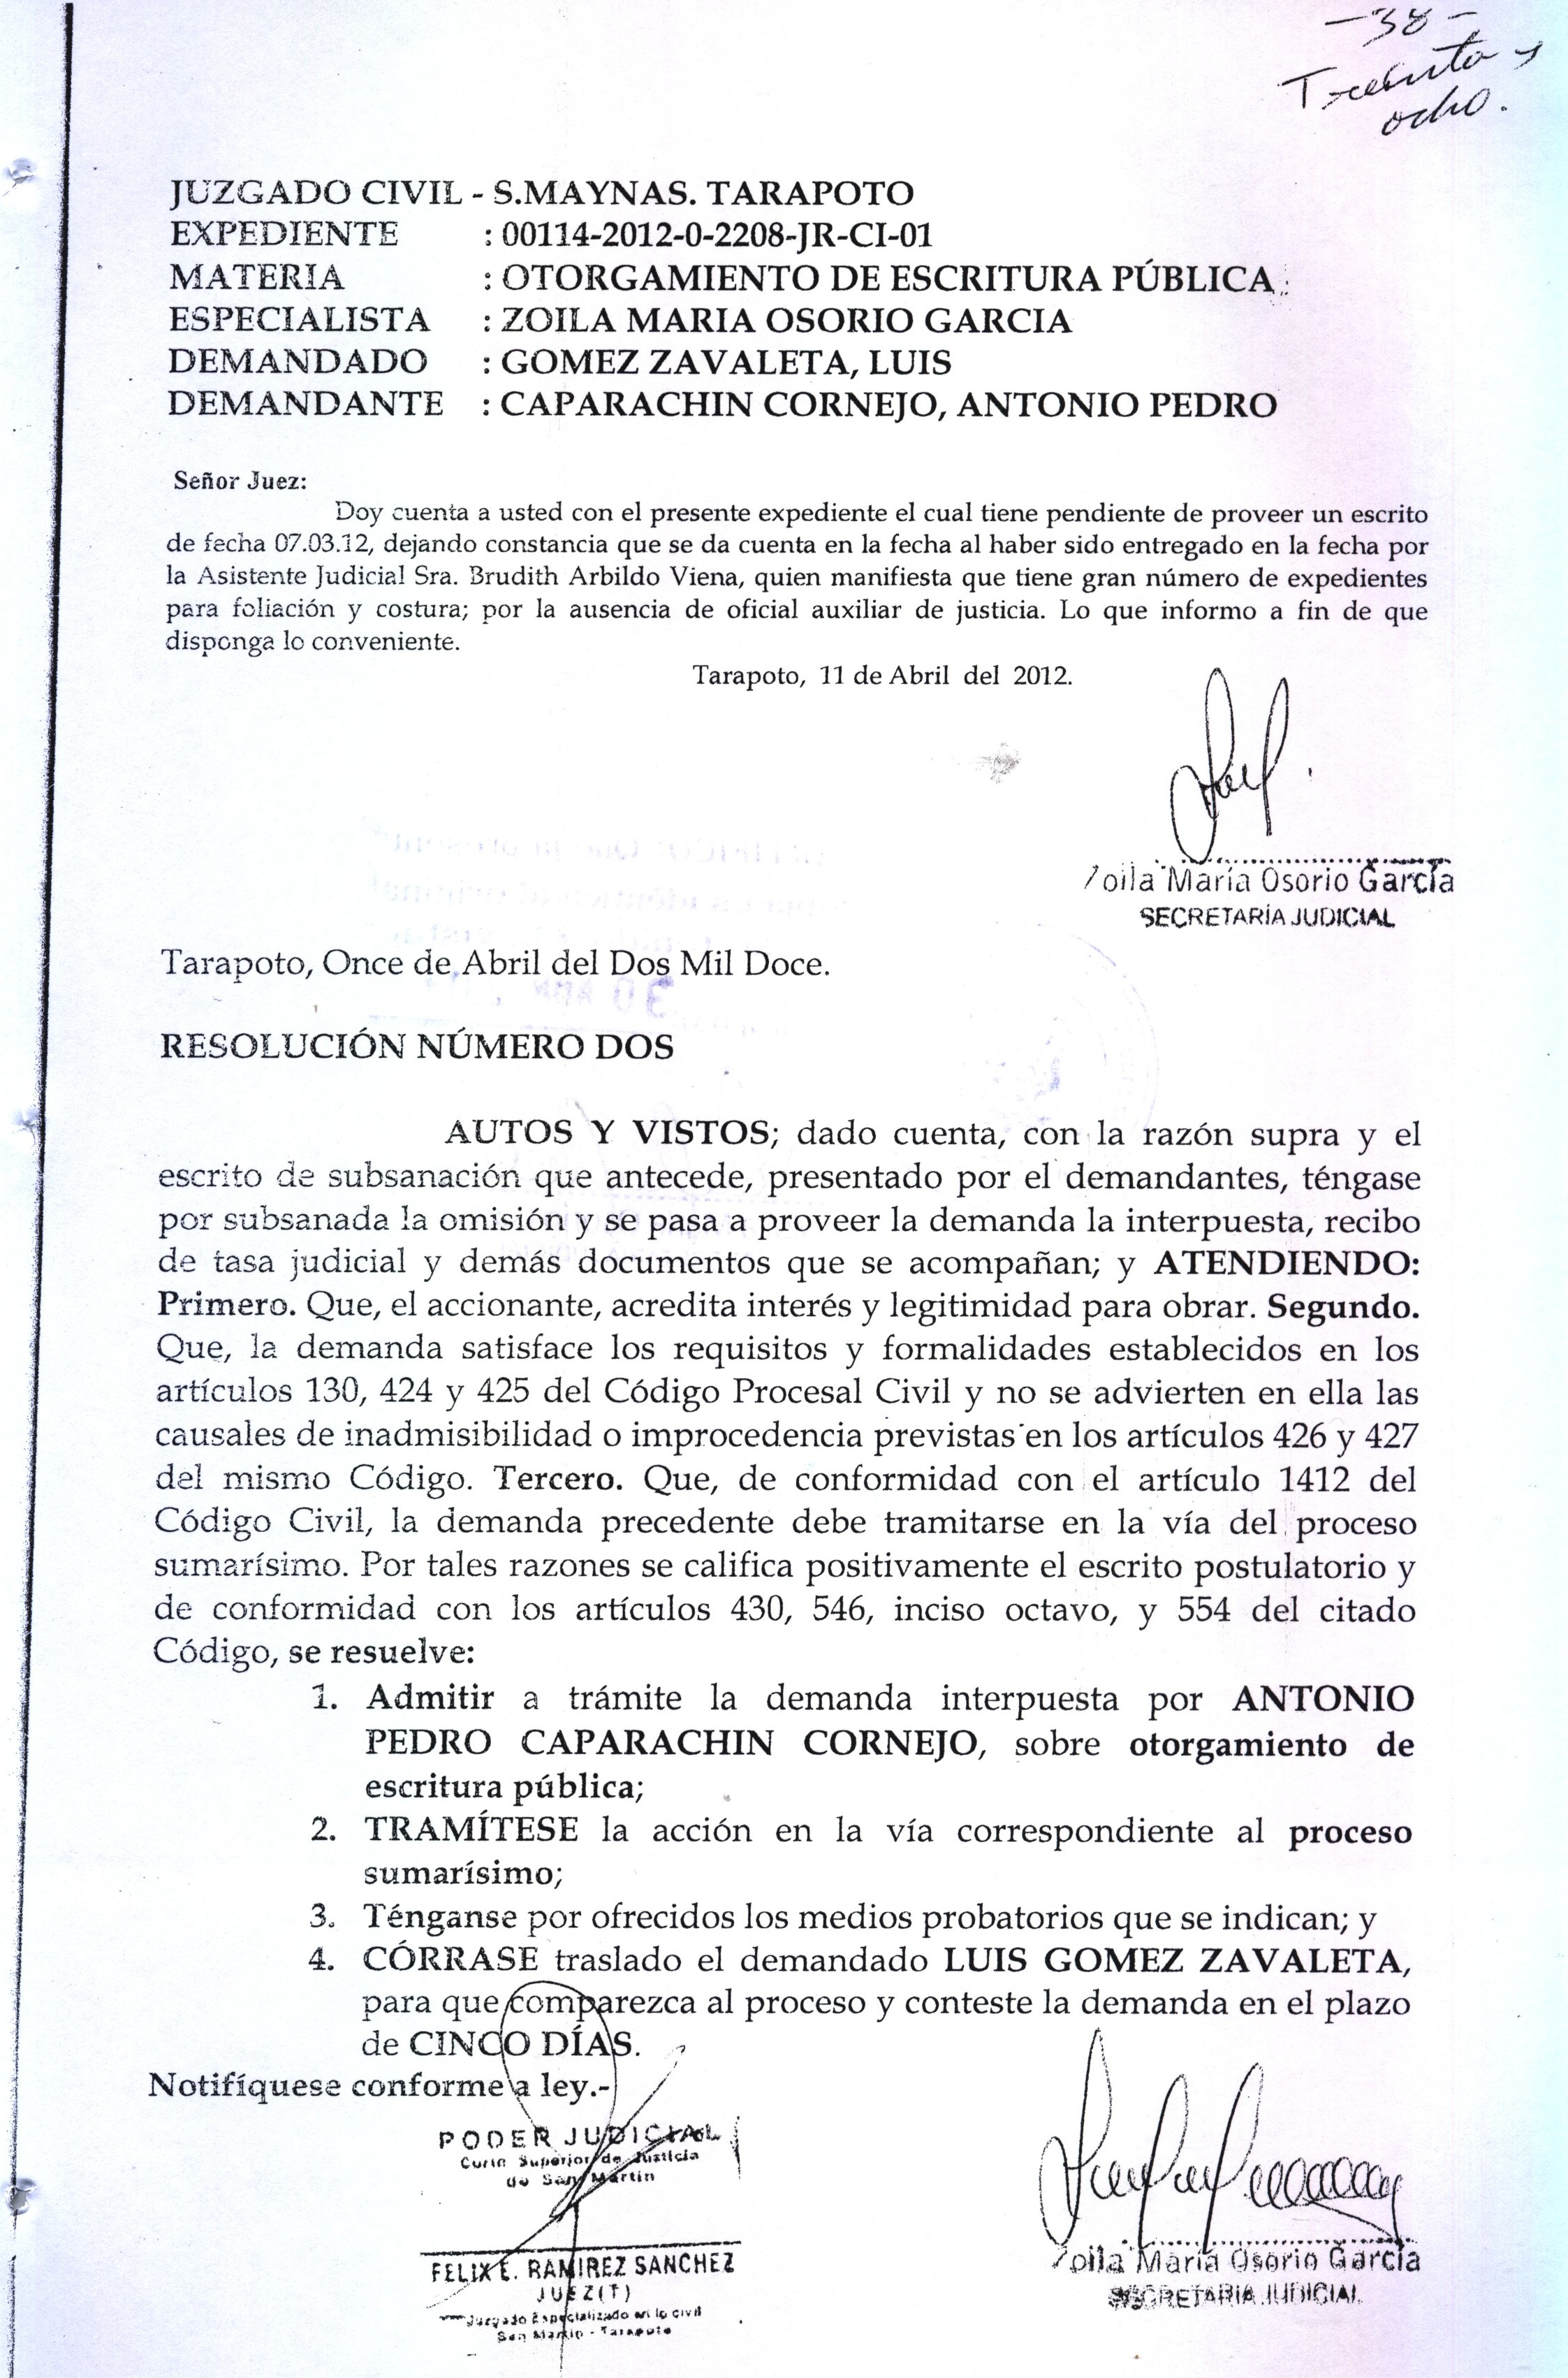 -38-
Treinta y
ocho.
JUZGADO CIVIL - S.MAYNAS. TARAPOTO
EXPEDIENTE : 00114-2012-0-2208-JR-CI-01
MATERIA : OTORGAMIENTO DE ESCRITURA PÚBLICA
ESPECIALISTA : ZOILA MARIA OSORIO GARCIA
DEMANDADO : GOMEZ ZAVALETA, LUIS
DEMANDANTE : CAPARACHIN CORNEJO, ANTONIO PEDRO
Señor Juez:
Doy cuenta a usted con el presente expediente el cual tiene pendiente de proveer un escrito
de fecha 07.03.12, dejando constancia que se da cuenta en la fecha al haber sido entregado en la fecha por
la Asistente Judicial Sra. Brudith Arbildo Viena, quien manifiesta que tiene gran número de expedientes
para foliación y costura; por la ausencia de oficial auxiliar de justicia. Lo que informo a fin de que
disponga lo conveniente.
Tarapoto, 11 de Abril del 2012.
Zoila María Osorio García
SECRETARÍA JUDICIAL
Tarapoto, Once de Abril del Dos Mil Doce.
RESOLUCIÓN NÚMERO DOS
AUTOS Y VISTOS; dado cuenta, con la razón supra y el
escrito de subsanación que antecede, presentado por el demandantes, téngase
por subsanada la omisión y se pasa a proveer la demanda la interpuesta, recibo
de tasa judicial y demás documentos que se acompañan; y ATENDIENDO:
Primero. Que, el accionante, acredita interés y legitimidad para obrar. Segundo.
Que, la demanda satisface los requisitos y formalidades establecidos en los
artículos 130, 424 y 425 del Código Procesal Civil y no se advierten en ella las
causales de inadmisibilidad o improcedencia previstas en los artículos 426 y 427
del mismo Código. Tercero. Que, de conformidad con el artículo 1412 del
Código Civil, la demanda precedente debe tramitarse en la vía del proceso
sumarísimo. Por tales razones se califica positivamente el escrito postulatorio y
de conformidad con los artículos 430, 546, inciso octavo, y 554 del citado
Código, se resuelve:
1. Admitir a trámite la demanda interpuesta por ANTONIO
PEDRO CAPARACHIN CORNEJO, sobre otorgamiento de
escritura pública;
2. TRAMÍTESE la acción en la vía correspondiente al proceso
sumarísimo;
3. Ténganse por ofrecidos los medios probatorios que se indican; y
4. CÓRRASE traslado el demandado LUIS GOMEZ ZAVALETA,
para que comparezca al proceso y conteste la demanda en el plazo
de CINCO DÍAS.
Notifíquese conforme a ley.-
PODER JUDICIAL
Corte Superior de Justicia
de San Martín
FELIX E. RAMIREZ SANCHEZ
JUEZ(T)
Juzgado Especializado en lo civil
San Martín - Tarapoto
Zoila María Osorio García
SECRETARIA JUDICIAL